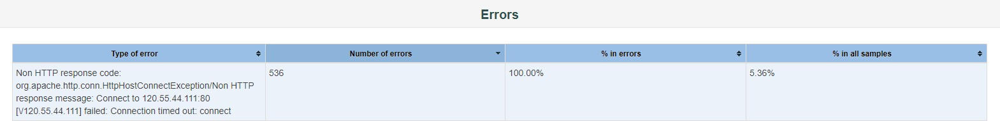 Errors
Type of error Number of errors % in errors % in all samples
Non HTTP response code: 536 100.00% 5.36%
org.apache.http.conn.HttpHostConnectException/Non HTTP
response message: Connect to 120.55.44.111:80
[\/120.55.44.111] failed: Connection timed out: connect